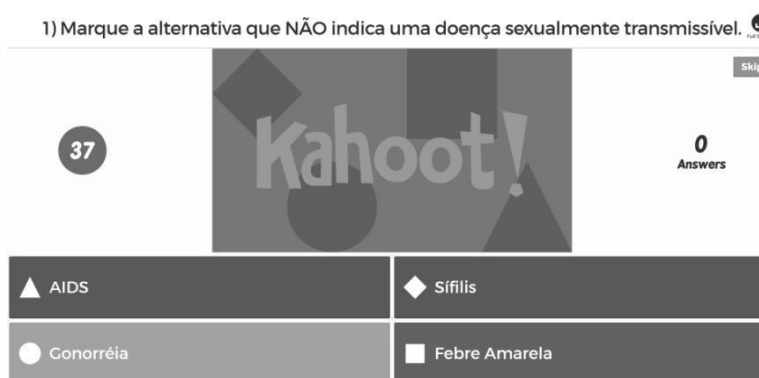 1) Marque a alternativa que NÃO indica uma doença sexualmente transmissível.
Skip
37
Kahoot!
0
Answers
AIDS
Sífilis
Gonorréia
Febre Amarela